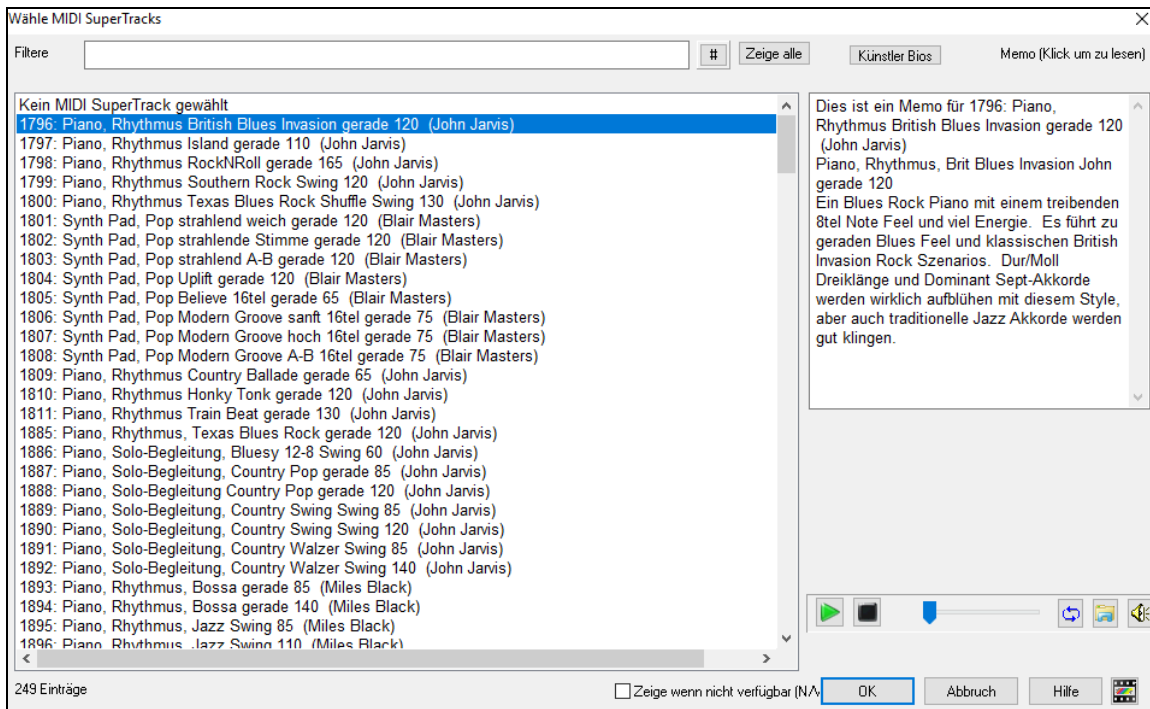 Wähle MIDI SuperTracks
Filtere # Zeige alle Künstler Bios Memo (Klick um zu lesen)
Kein MIDI SuperTrack gewählt
1796: Piano, Rhythmus British Blues Invasion gerade 120 (John Jarvis)
1797: Piano, Rhythmus Island gerade 110 (John Jarvis)
1798: Piano, Rhythmus RockNRoll gerade 165 (John Jarvis)
1799: Piano, Rhythmus Southern Rock Swing 120 (John Jarvis)
1800: Piano, Rhythmus Texas Blues Rock Shuffle Swing 130 (John Jarvis)
1801: Synth Pad, Pop strahlend weich gerade 120 (Blair Masters)
1802: Synth Pad, Pop strahlende Stimme gerade 120 (Blair Masters)
1803: Synth Pad, Pop strahlend A-B gerade 120 (Blair Masters)
1804: Synth Pad, Pop Uplift gerade 120 (Blair Masters)
1805: Synth Pad, Pop Believe 16tel gerade 65 (Blair Masters)
1806: Synth Pad, Pop Modern Groove sanft 16tel gerade 75 (Blair Masters)
1807: Synth Pad, Pop Modern Groove hoch 16tel gerade 75 (Blair Masters)
1808: Synth Pad, Pop Modern Groove A-B 16tel gerade 75 (Blair Masters)
1809: Piano, Rhythmus Country Ballade gerade 65 (John Jarvis)
1810: Piano, Rhythmus Honky Tonk gerade 120 (John Jarvis)
1811: Piano, Rhythmus Train Beat gerade 130 (John Jarvis)
1885: Piano, Rhythmus, Texas Blues Rock gerade 120 (John Jarvis)
1886: Piano, Solo-Begleitung, Bluesy 12-8 Swing 60 (John Jarvis)
1887: Piano, Solo-Begleitung, Country Pop gerade 85 (John Jarvis)
1888: Piano, Solo-Begleitung Country Pop gerade 120 (John Jarvis)
1889: Piano, Solo-Begleitung, Country Swing Swing 85 (John Jarvis)
1890: Piano, Solo-Begleitung, Country Swing Swing 120 (John Jarvis)
1891: Piano, Solo-Begleitung, Country Walzer Swing 85 (John Jarvis)
1892: Piano, Solo-Begleitung, Country Walzer Swing 140 (John Jarvis)
1893: Piano, Rhythmus, Bossa gerade 85 (Miles Black)
1894: Piano, Rhythmus, Bossa gerade 140 (Miles Black)
1895: Piano, Rhythmus, Jazz Swing 85 (Miles Black)
1896: Piano, Rhythmus, Jazz Swing 110 (Miles Black)
Dies ist ein Memo für 1796: Piano,
Rhythmus British Blues Invasion gerade 120
(John Jarvis)
Piano, Rhythmus, Brit Blues Invasion John
gerade 120
Ein Blues Rock Piano mit einem treibenden
8tel Note Feel und viel Energie. Es führt zu
geraden Blues Feel und klassischen British
Invasion Rock Szenarios. Dur/Moll
Dreiklänge und Dominant Sept-Akkorde
werden wirklich aufblühen mit diesem Style,
aber auch traditionelle Jazz Akkorde werden
gut klingen.
249 Einträge Zeige wenn nicht verfügbar (N/ OK Abbruch Hilfe